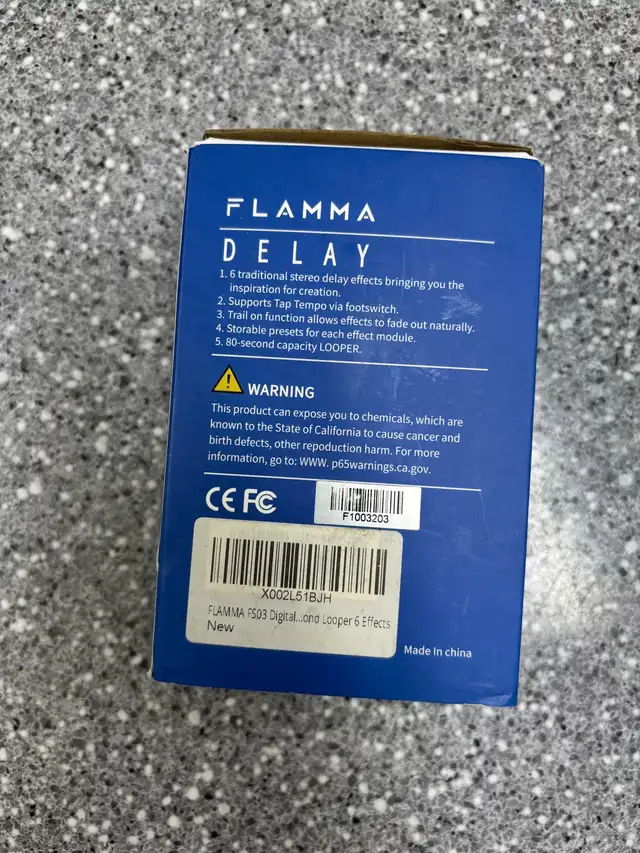 FLAMMA
DELAY
1. 6 traditional stereo delay effects bringing you the
inspiration for creation.
2. Supports Tap Tempo via footswitch.
3. Trail on function allows effects to fade out naturally.
4. Storable presets for each effect module.
5. 80-second capacity LOOPER.
WARNING
This product can expose you to chemicals, which are
known to the State of California to cause cancer and
birth defects, other repoduction harm. For more
information, go to: WWW. p65warnings.ca.gov.
CE FC
F1003203
X002L51BJH
FLAMMA FS03 Digital...ond Looper 6 Effects
New
Made In china